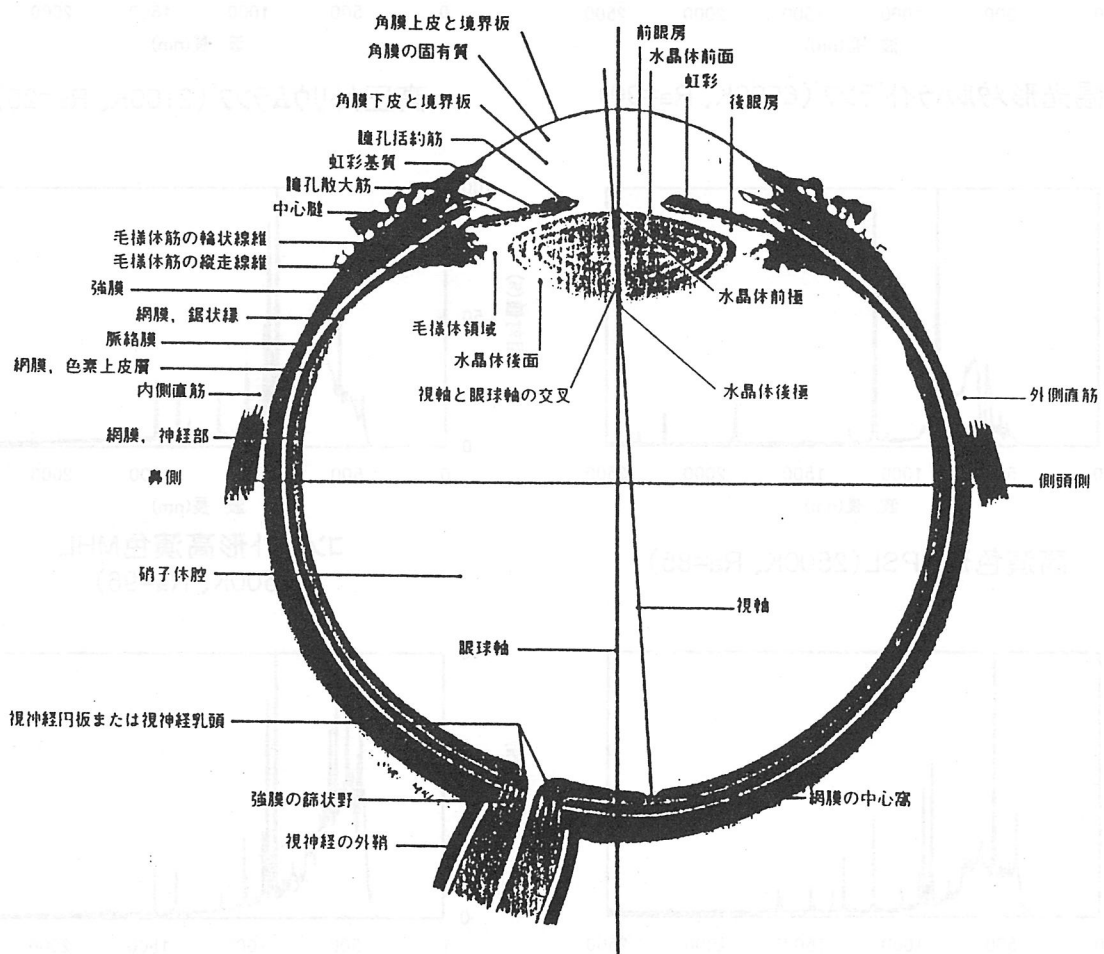 角膜上皮と境界板
角膜の固有質
角膜下皮と境界板
瞳孔括約筋
虹彩基質
瞳孔散大筋
中心腱
毛様体筋の輪状線維
毛様体筋の縦走線維
強膜
網膜，鋸状縁
脈絡膜
網膜，色素上皮層
内側直筋
網膜，神経部
鼻側
前眼房
水晶体前面
虹彩
後眼房
毛様体領域
水晶体後面
視軸と眼球軸の交叉
水晶体前極
水晶体後極
外側直筋
側頭側
硝子体腔
視軸
眼球軸
視神経円板または視神経乳頭
強膜の篩状野
視神経の外鞘
網膜の中心窩